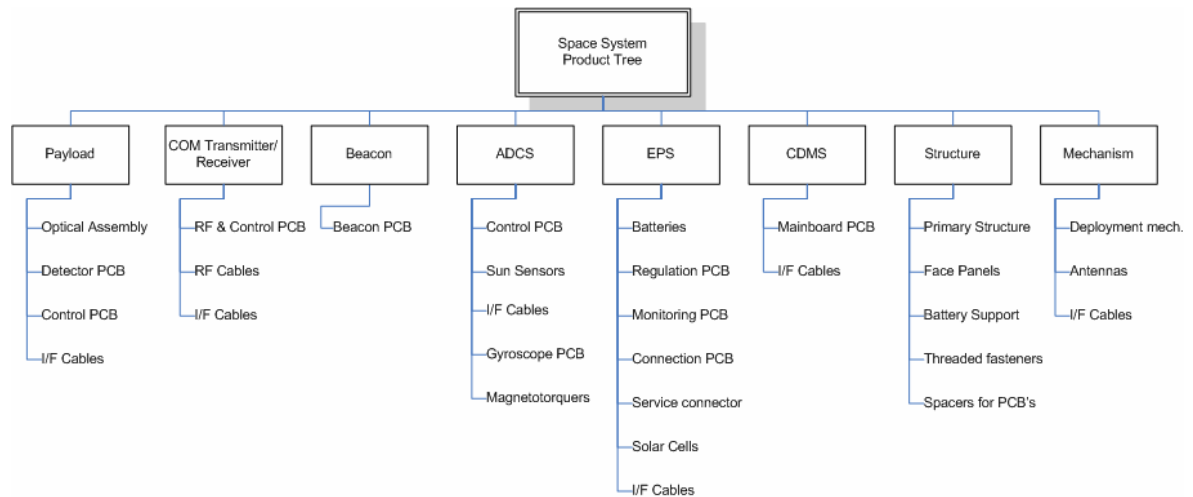 Space System
Product Tree
Payload
COM Transmitter/
Receiver
Beacon
ADCS
EPS
CDMS
Structure
Mechanism
Optical Assembly
Detector PCB
Control PCB
I/F Cables
RF & Control PCB
RF Cables
I/F Cables
Beacon PCB
Control PCB
Sun Sensors
I/F Cables
Gyroscope PCB
Magnetotorquers
Batteries
Regulation PCB
Monitoring PCB
Connection PCB
Service connector
Solar Cells
I/F Cables
Mainboard PCB
I/F Cables
Primary Structure
Face Panels
Battery Support
Threaded fasteners
Spacers for PCB's
Deployment mech.
Antennas
I/F Cables